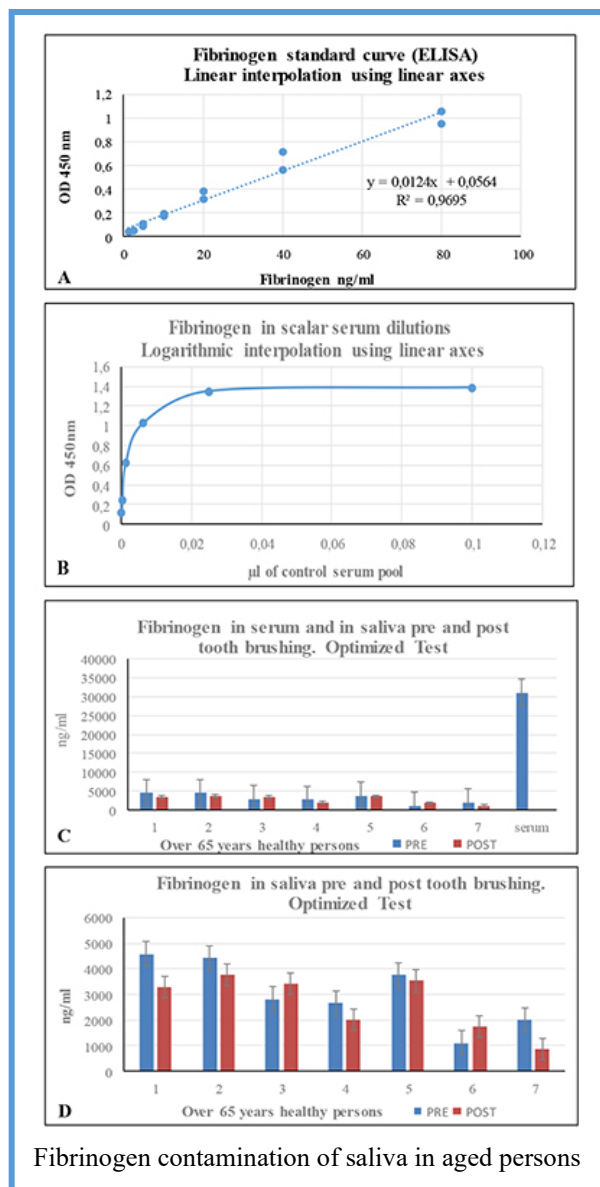 Fibrinogen standard curve (ELISA)
Linear interpolation using linear axes
1,2
1
0,8
0,6
0,4
0,2
0
OD 450 nm
y = 0,0124x + 0,0564
R² = 0,9695
0 20 40 60 80 100
Fibrinogen ng/ml
A
Fibrinogen in scalar serum dilutions
Logarithmic interpolation using linear axes
1,6
1,4
1,2
1
0,8
0,6
0,4
0,2
0
OD 450nm
0 0,02 0,04 0,06 0,08 0,1 0,12
µl of control serum pool
B
Fibrinogen in serum and in saliva pre and post
tooth brushing. Optimized Test
40000
35000
30000
25000
20000
15000
10000
5000
0
ng/ml
1 2 3 4 5 6 7 serum
Over 65 years healthy persons PRE POST
C
Fibrinogen in saliva pre and post tooth brushing.
Optimized Test
6000
5000
4000
3000
2000
1000
0
ng/ml
1 2 3 4 5 6 7
Over 65 years healthy persons PRE POST
D
Fibrinogen contamination of saliva in aged persons